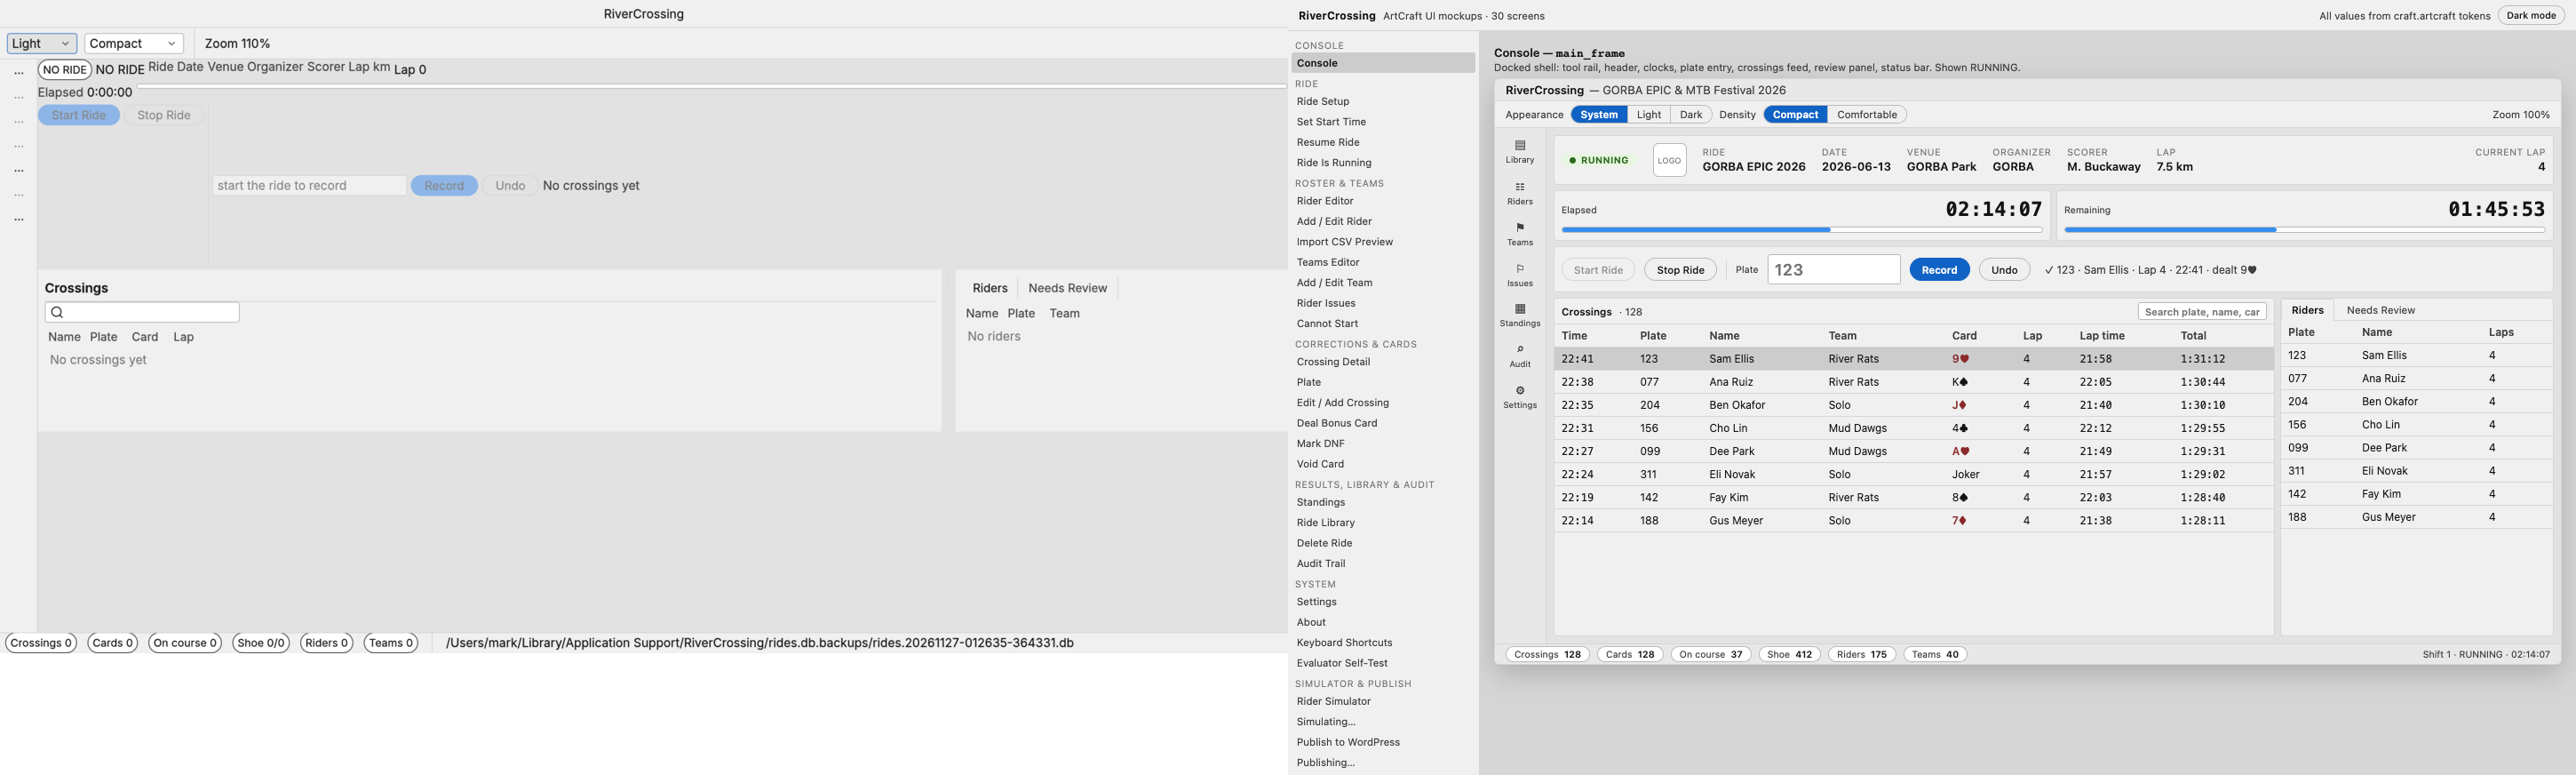 RiverCrossing
Light Compact Zoom 110%
... NO RIDE NO RIDE Ride Date Venue Organizer Scorer Lap km Lap 0
... Elapsed 0:00:00
... Start Ride Stop Ride
...
...
... start the ride to record Record Undo No crossings yet
...
Crossings
Name Plate Card Lap
No crossings yet
Riders Needs Review
Name Plate Team
No riders
Crossings 0 Cards 0 On course 0 Shoe 0/0 Riders 0 Teams 0 /Users/mark/Library/Application Support/RiverCrossing/rides.db.backups/rides.20261127-012635-364331.db
RiverCrossing ArtCraft UI mockups · 30 screens All values from craft.artcraft tokens Dark mode
CONSOLE
Console
RIDE
Ride Setup
Set Start Time
Resume Ride
Ride Is Running
ROSTER & TEAMS
Rider Editor
Add / Edit Rider
Import CSV Preview
Teams Editor
Add / Edit Team
Rider Issues
Cannot Start
CORRECTIONS & CARDS
Crossing Detail
Plate
Edit / Add Crossing
Deal Bonus Card
Mark DNF
Void Card
RESULTS, LIBRARY & AUDIT
Standings
Ride Library
Delete Ride
Audit Trail
SYSTEM
Settings
About
Keyboard Shortcuts
Evaluator Self-Test
SIMULATOR & PUBLISH
Rider Simulator
Simulating...
Publish to WordPress
Publishing...
Console — main_frame
Docked shell: tool rail, header, clocks, plate entry, crossings feed, review panel, status bar. Shown RUNNING.
RiverCrossing — GORBA EPIC & MTB Festival 2026
Appearance System Light Dark Density Compact Comfortable Zoom 100%
Library
Riders
Teams
Issues
Standings
Audit
Settings
● RUNNING LOGO
RIDE DATE VENUE ORGANIZER SCORER LAP CURRENT LAP
GORBA EPIC 2026 2026-06-13 GORBA Park GORBA M. Buckaway 7.5 km 4
Elapsed 02:14:07 Remaining 01:45:53
Start Ride Stop Ride Plate 123 Record Undo ✓ 123 · Sam Ellis · Lap 4 · 22:41 · dealt 9♥
Crossings · 128 Search plate, name, car
Time Plate Name Team Card Lap Lap time Total
22:41 123 Sam Ellis River Rats 9♥ 4 21:58 1:31:12
22:38 077 Ana Ruiz River Rats K♠ 4 22:05 1:30:44
22:35 204 Ben Okafor Solo J♦ 4 21:40 1:30:10
22:31 156 Cho Lin Mud Dawgs 4♣ 4 22:12 1:29:55
22:27 099 Dee Park Mud Dawgs A♥ 4 21:49 1:29:31
22:24 311 Eli Novak Solo Joker 4 21:57 1:29:02
22:19 142 Fay Kim River Rats 8♠ 4 22:03 1:28:40
22:14 188 Gus Meyer Solo 7♦ 4 21:38 1:28:11
Riders Needs Review
Plate Name Laps
123 Sam Ellis 4
077 Ana Ruiz 4
204 Ben Okafor 4
156 Cho Lin 4
099 Dee Park 4
311 Eli Novak 4
142 Fay Kim 4
188 Gus Meyer 4
Crossings 128 Cards 128 On course 37 Shoe 412 Riders 175 Teams 40 Shift 1 · RUNNING · 02:14:07